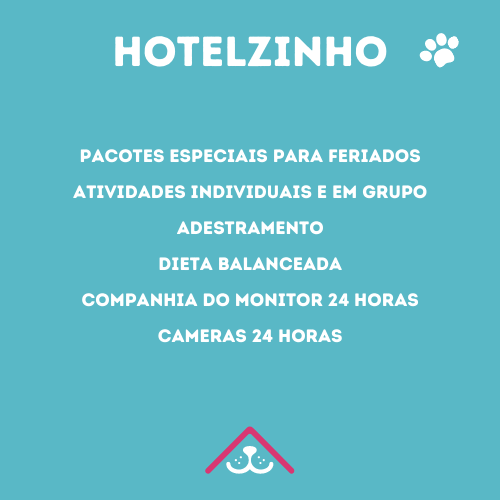 HOTELZINHO
PACOTES ESPECIAIS PARA FERIADOS
ATIVIDADES INDIVIDUAIS E EM GRUPO
ADESTRAMENTO
DIETA BALANCEADA
COMPANHIA DO MONITOR 24 HORAS
CAMERAS 24 HORAS